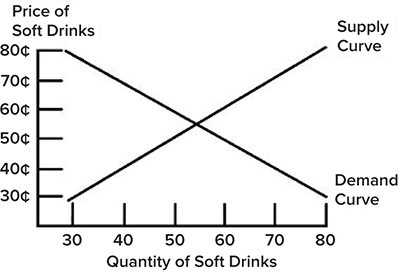 Price of
Soft Drinks
80¢
70¢
60¢
50¢
40¢
30¢
Supply
Curve
Demand
Curve
30 40 50 60 70 80
Quantity of Soft Drinks